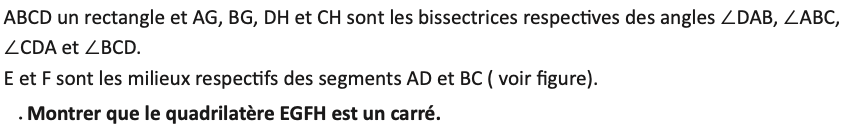 ABCD un rectangle et AG, BG, DH et CH sont les bissectrices respectives des angles ∠DAB, ∠ABC,
∠CDA et ∠BCD.
E et F sont les milieux respectifs des segments AD et BC ( voir figure).
. Montrer que le quadrilatère EGFH est un carré.